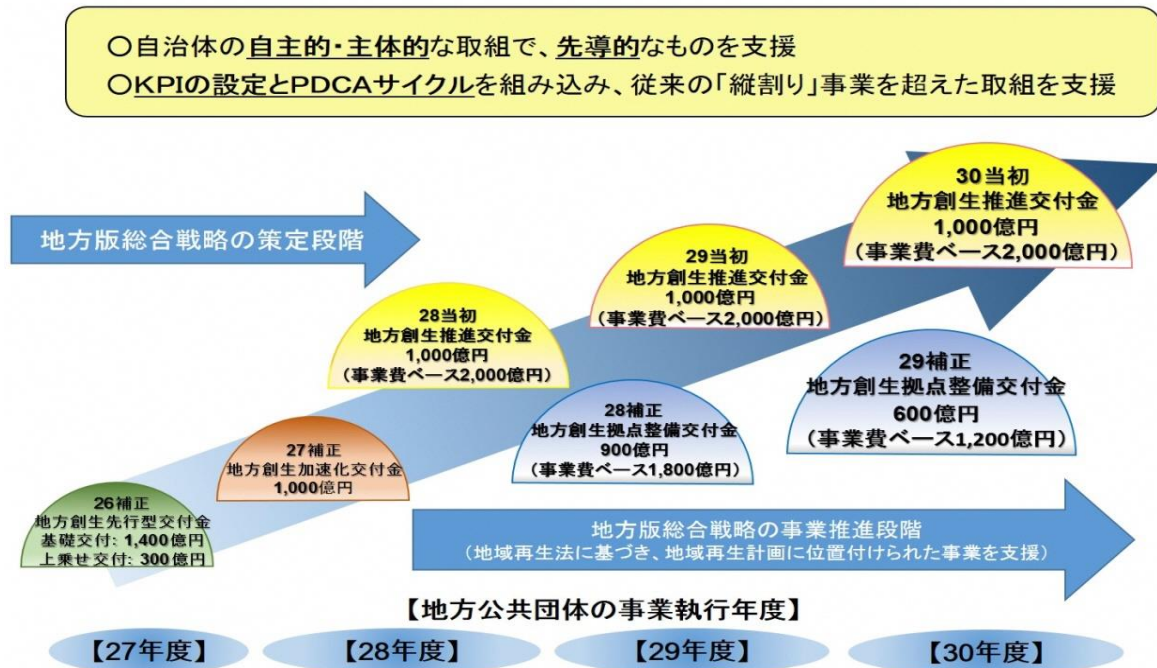 ○自治体の自主的・主体的な取組で、先導的なものを支援
○KPIの設定とPDCAサイクルを組み込み、従来の「縦割り」事業を超えた取組を支援
地方版総合戦略の策定段階
30当初
地方創生推進交付金
1,000億円
(事業費ベース2,000億円)
29当初
地方創生推進交付金
1,000億円
(事業費ベース2,000億円)
28当初
地方創生推進交付金
1,000億円
(事業費ベース2,000億円)
29補正
地方創生拠点整備交付金
600億円
(事業費ベース1,200億円)
28補正
地方創生拠点整備交付金
900億円
(事業費ベース1,800億円)
27補正
地方創生加速化交付金
1,000億円
26補正
地方創生先行型交付金
基礎交付: 1,400億円
上乗せ交付: 300億円
地方版総合戦略の事業推進段階
(地域再生法に基づき、地域再生計画に位置付けられた事業を支援)
【地方公共団体の事業執行年度】
【27年度】
【28年度】
【29年度】
【30年度】